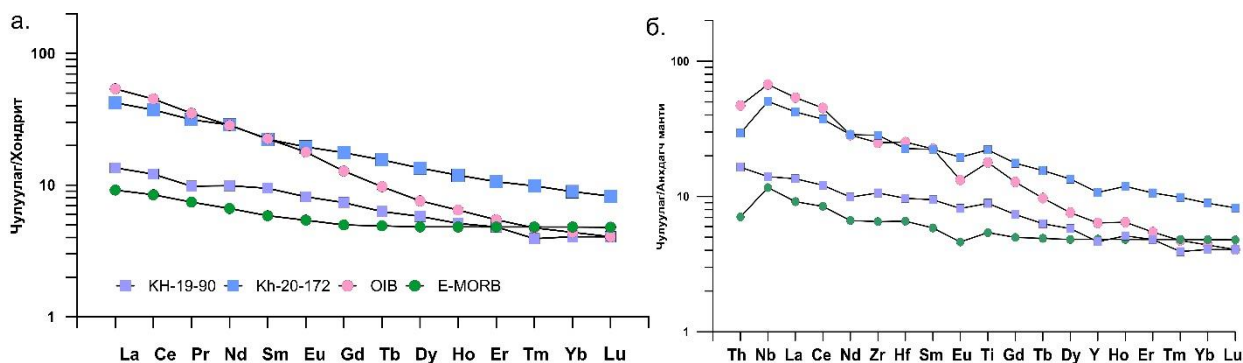 а.
100
10
1
Чулуулаг/Хондрит
KH-19-90 Kh-20-172 OIB E-MORB
La Ce Pr Nd Sm Eu Gd Tb Dy Ho Er Tm Yb Lu
б.
100
10
1
Чулуулаг/Анхдагч манти
Th Nb La Ce Nd Zr Hf Sm Eu Ti Gd Tb Dy Y Ho Er Tm Yb Lu